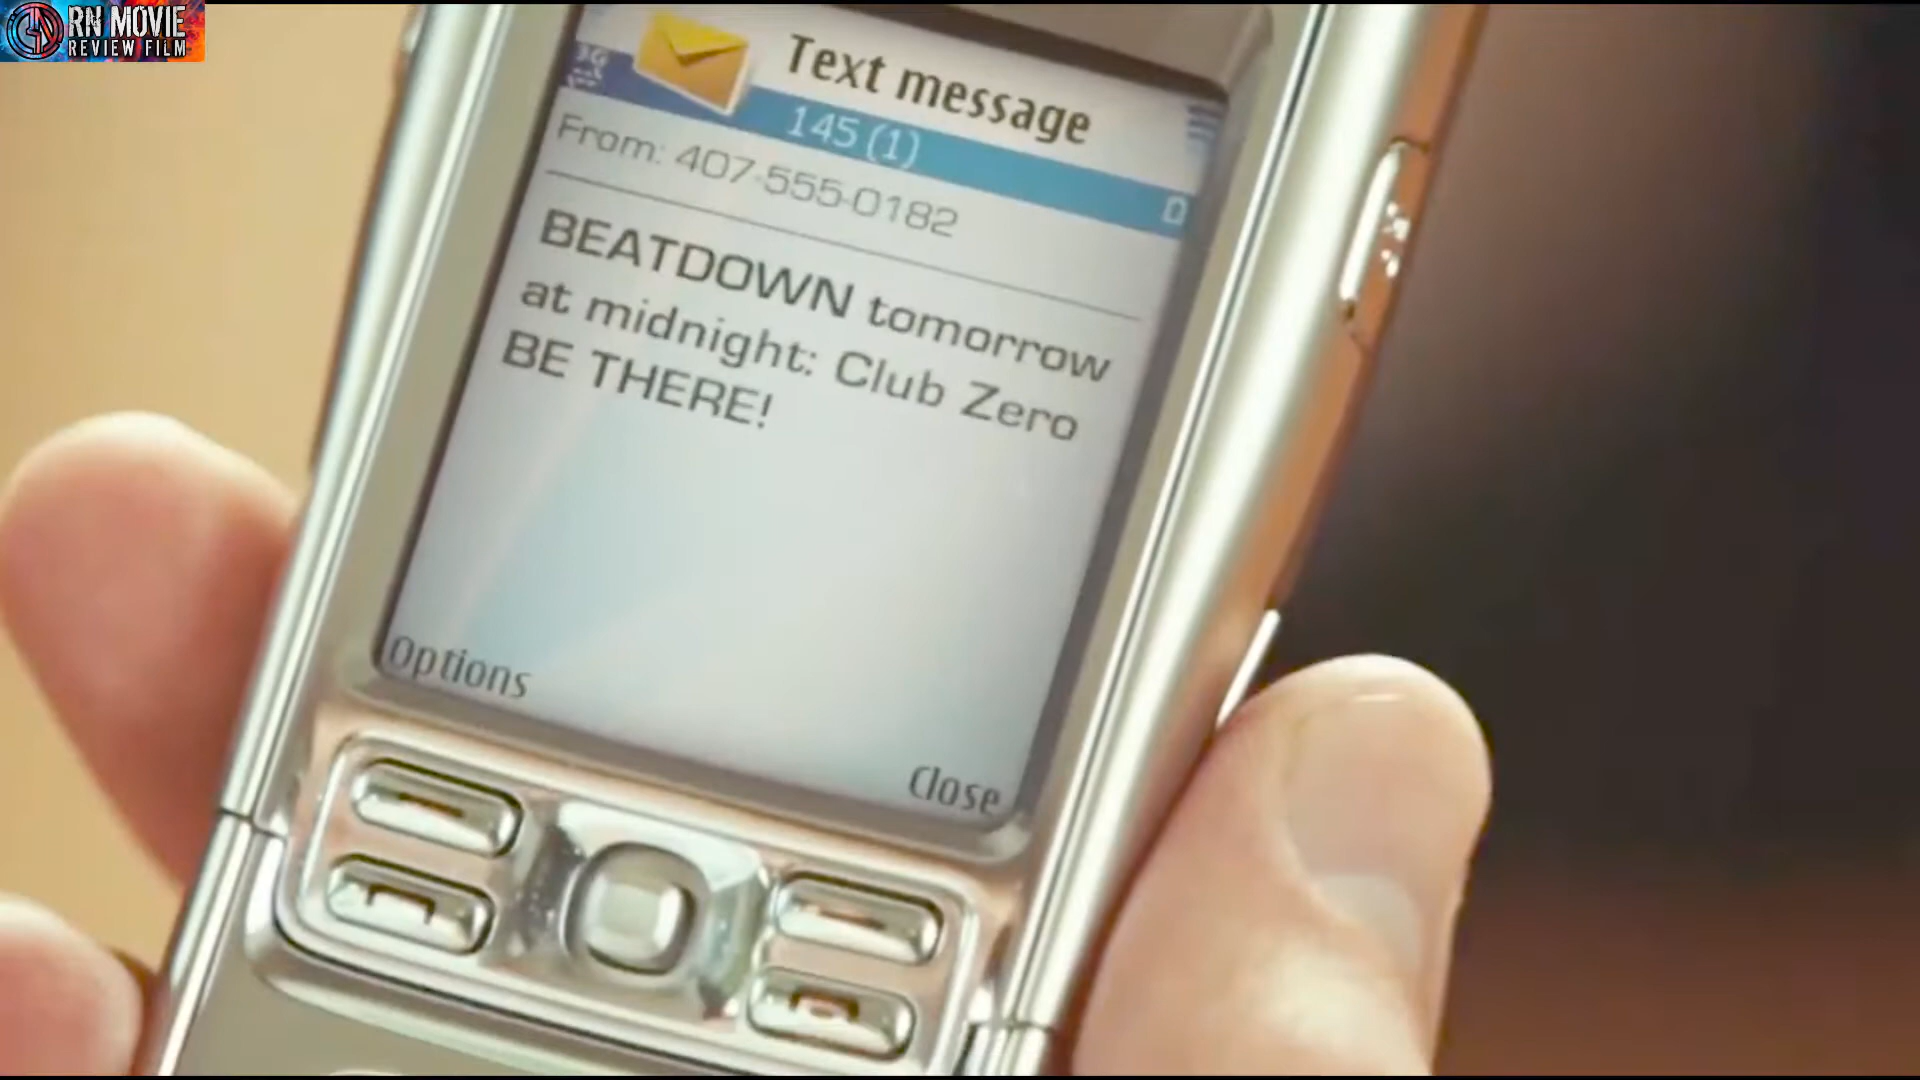 RN MOVIE
REVIEW FILM
3G
Text message
145 (1)
From: 407-555-0182
BEATDOWN tomorrow
at midnight: Club Zero
BE THERE!
Options
Close